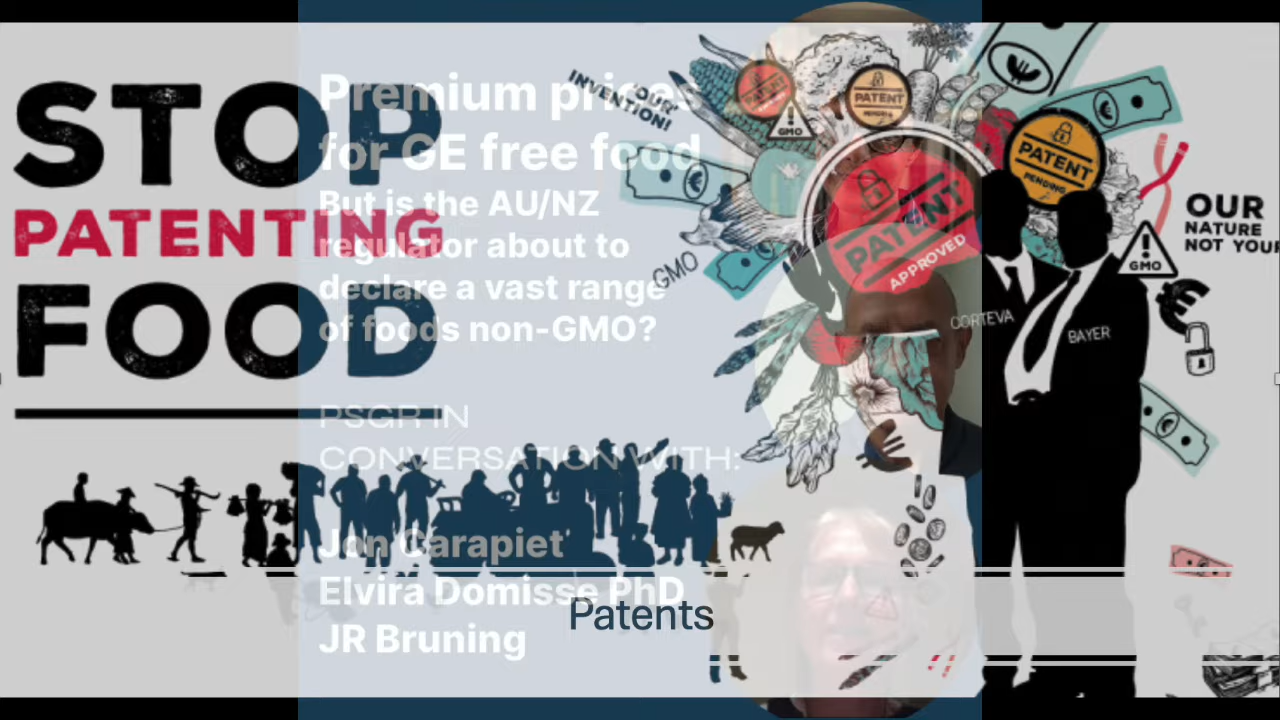 STOP
PATENTING
FOOD
Premium prices
for GE free food
But is the AU/NZ
regulator about to
declare a vast range
of foods non-GMO?
PSGR IN
CONVERSATION WITH:
Jon Carapiet
Elvira Domisse PhD
JR Bruning
Patents
"OUR"
INVENTION!
PATENT
GMO
PATENT
PENDING
PATENT
APPROVED
PATENT
PENDING
GMO
CORTEVA
BAYER
GMO
OUR
NATURE
NOT YOUR